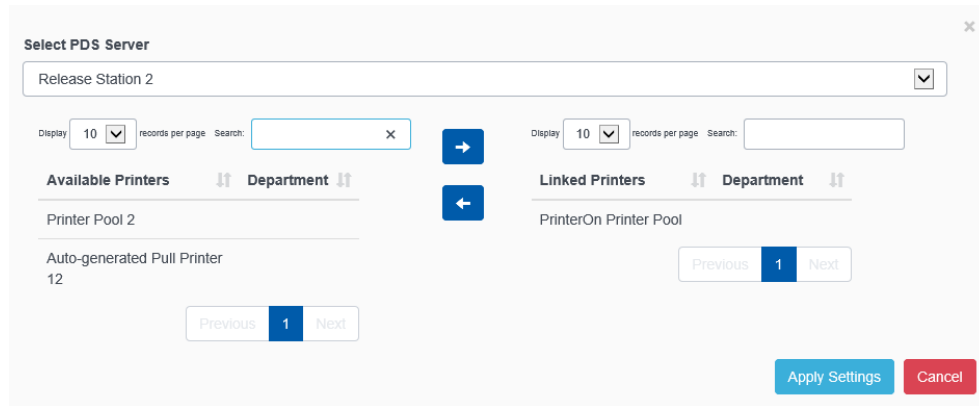 ×
Select PDS Server
Release Station 2
Display 10 records per page Search: ×
Available Printers Department
Printer Pool 2
Auto-generated Pull Printer
12
Previous 1 Next
Display 10 records per page Search:
Linked Printers Department
PrinterOn Printer Pool
Previous 1 Next
Apply Settings Cancel